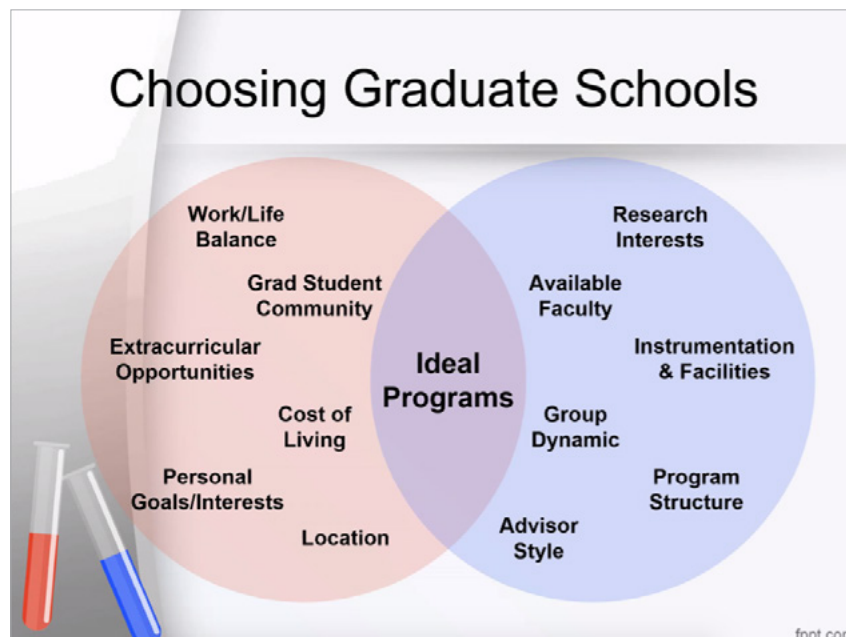 Choosing Graduate Schools
Work/Life
Balance
Grad Student
Community
Extracurricular
Opportunities
Cost of
Living
Personal
Goals/Interests
Location
Ideal
Programs
Research
Interests
Available
Faculty
Instrumentation
& Facilities
Group
Dynamic
Program
Structure
Advisor
Style